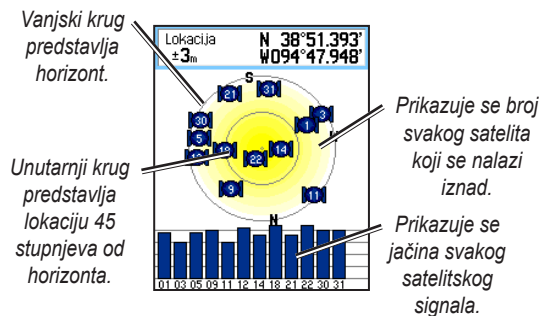 Vanjski krug
predstavlja
horizont.
Unutarnji krug
predstavlja
lokaciju 45
stupnjeva od
horizonta.
Lokacija
±3m
N 38°51.393'
W094°47.948'
S
21
31
30
3
1
5
14
22
9
11
N
01 03 05 09 11 12 14 18 21 22 30 31
Prikazuje se broj
svakog satelita
koji se nalazi
iznad.
Prikazuje se
jačina svakog
satelitskog
signala.